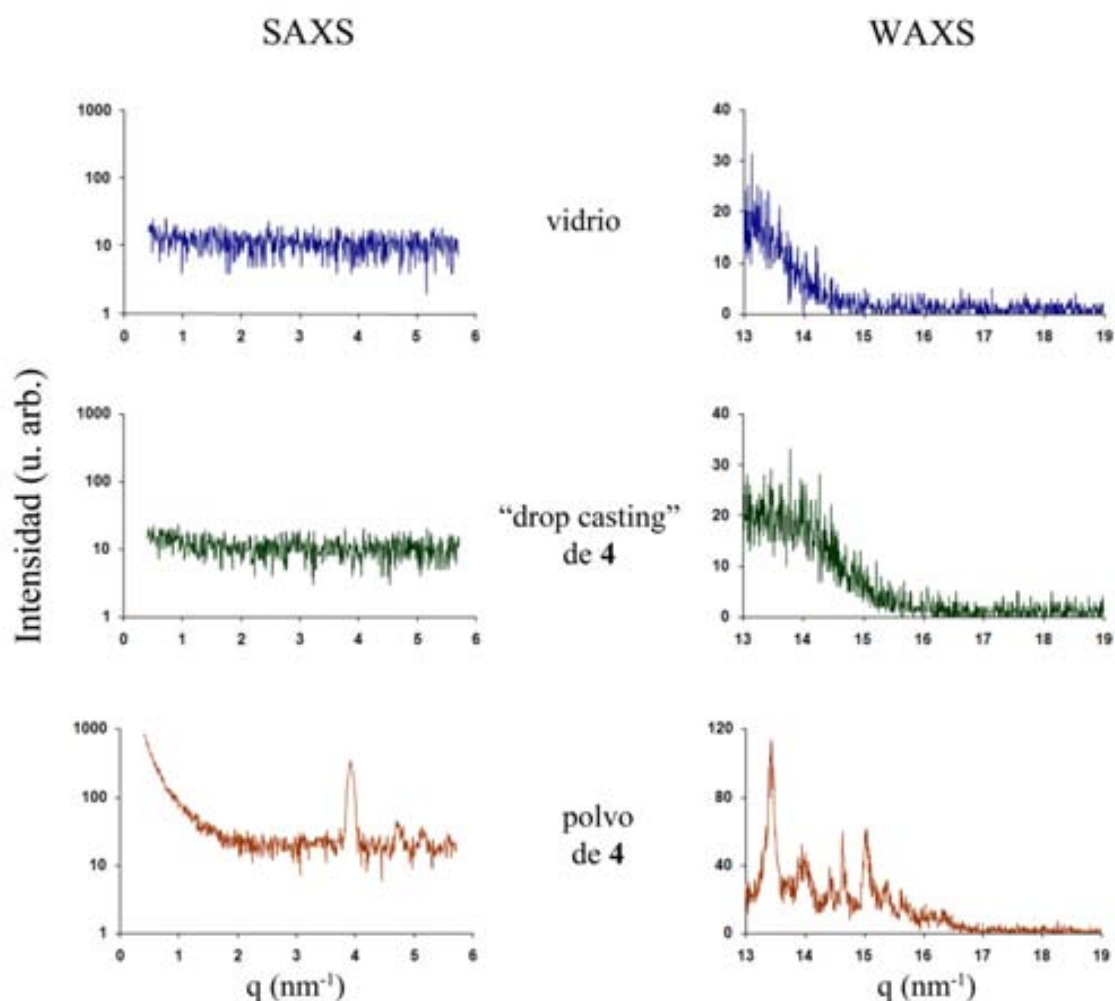 SAXS
WAXS
1000
100
10
1
0 1 2 3 4 5 6
vidrio
40
30
20
10
0
13 14 15 16 17 18 19
Intensidad (u. arb.)
1000
100
10
1
0 1 2 3 4 5 6
“drop casting”
de 4
40
30
20
10
0
13 14 15 16 17 18 19
1000
100
10
1
0 1 2 3 4 5 6
q (nm⁻¹)
polvo
de 4
120
80
40
0
13 14 15 16 17 18 19
q (nm⁻¹)